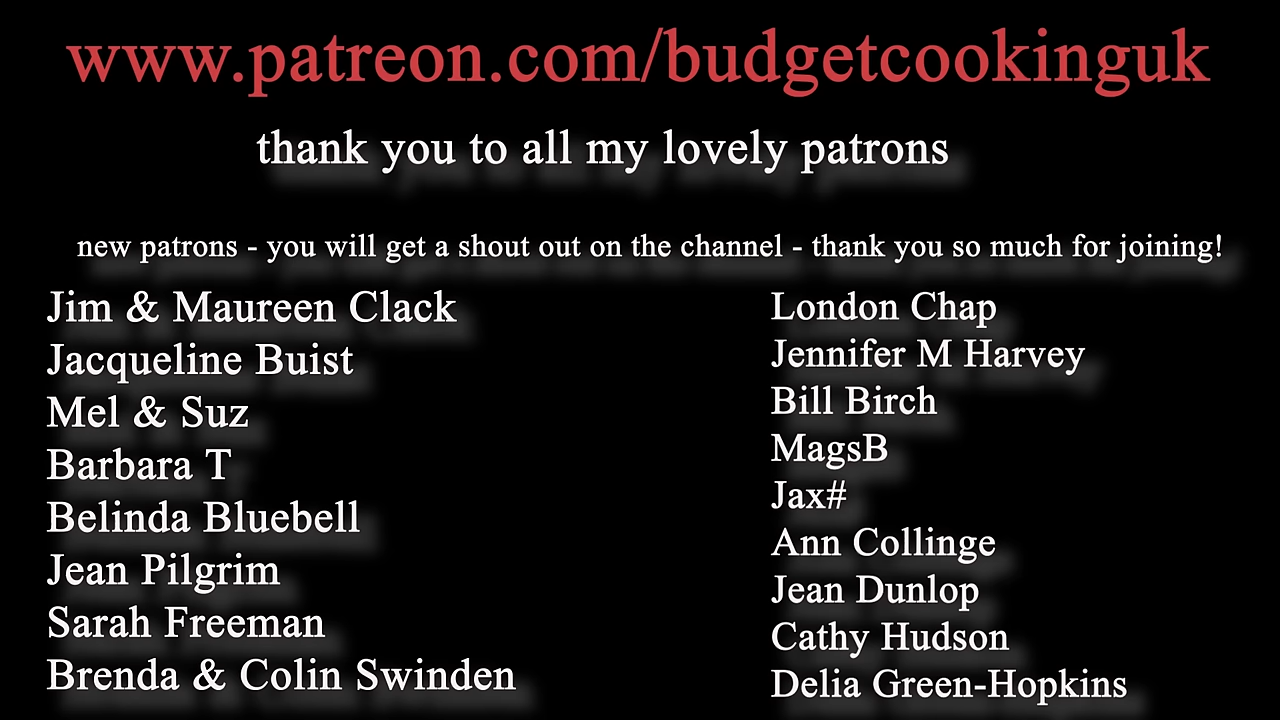 www.patreon.com/budgetcookinguk
thank you to all my lovely patrons
new patrons - you will get a shout out on the channel - thank you so much for joining!
Jim & Maureen Clack
Jacqueline Buist
Mel & Suz
Barbara T
Belinda Bluebell
Jean Pilgrim
Sarah Freeman
Brenda & Colin Swinden
London Chap
Jennifer M Harvey
Bill Birch
MagsB
Jax#
Ann Collinge
Jean Dunlop
Cathy Hudson
Delia Green-Hopkins